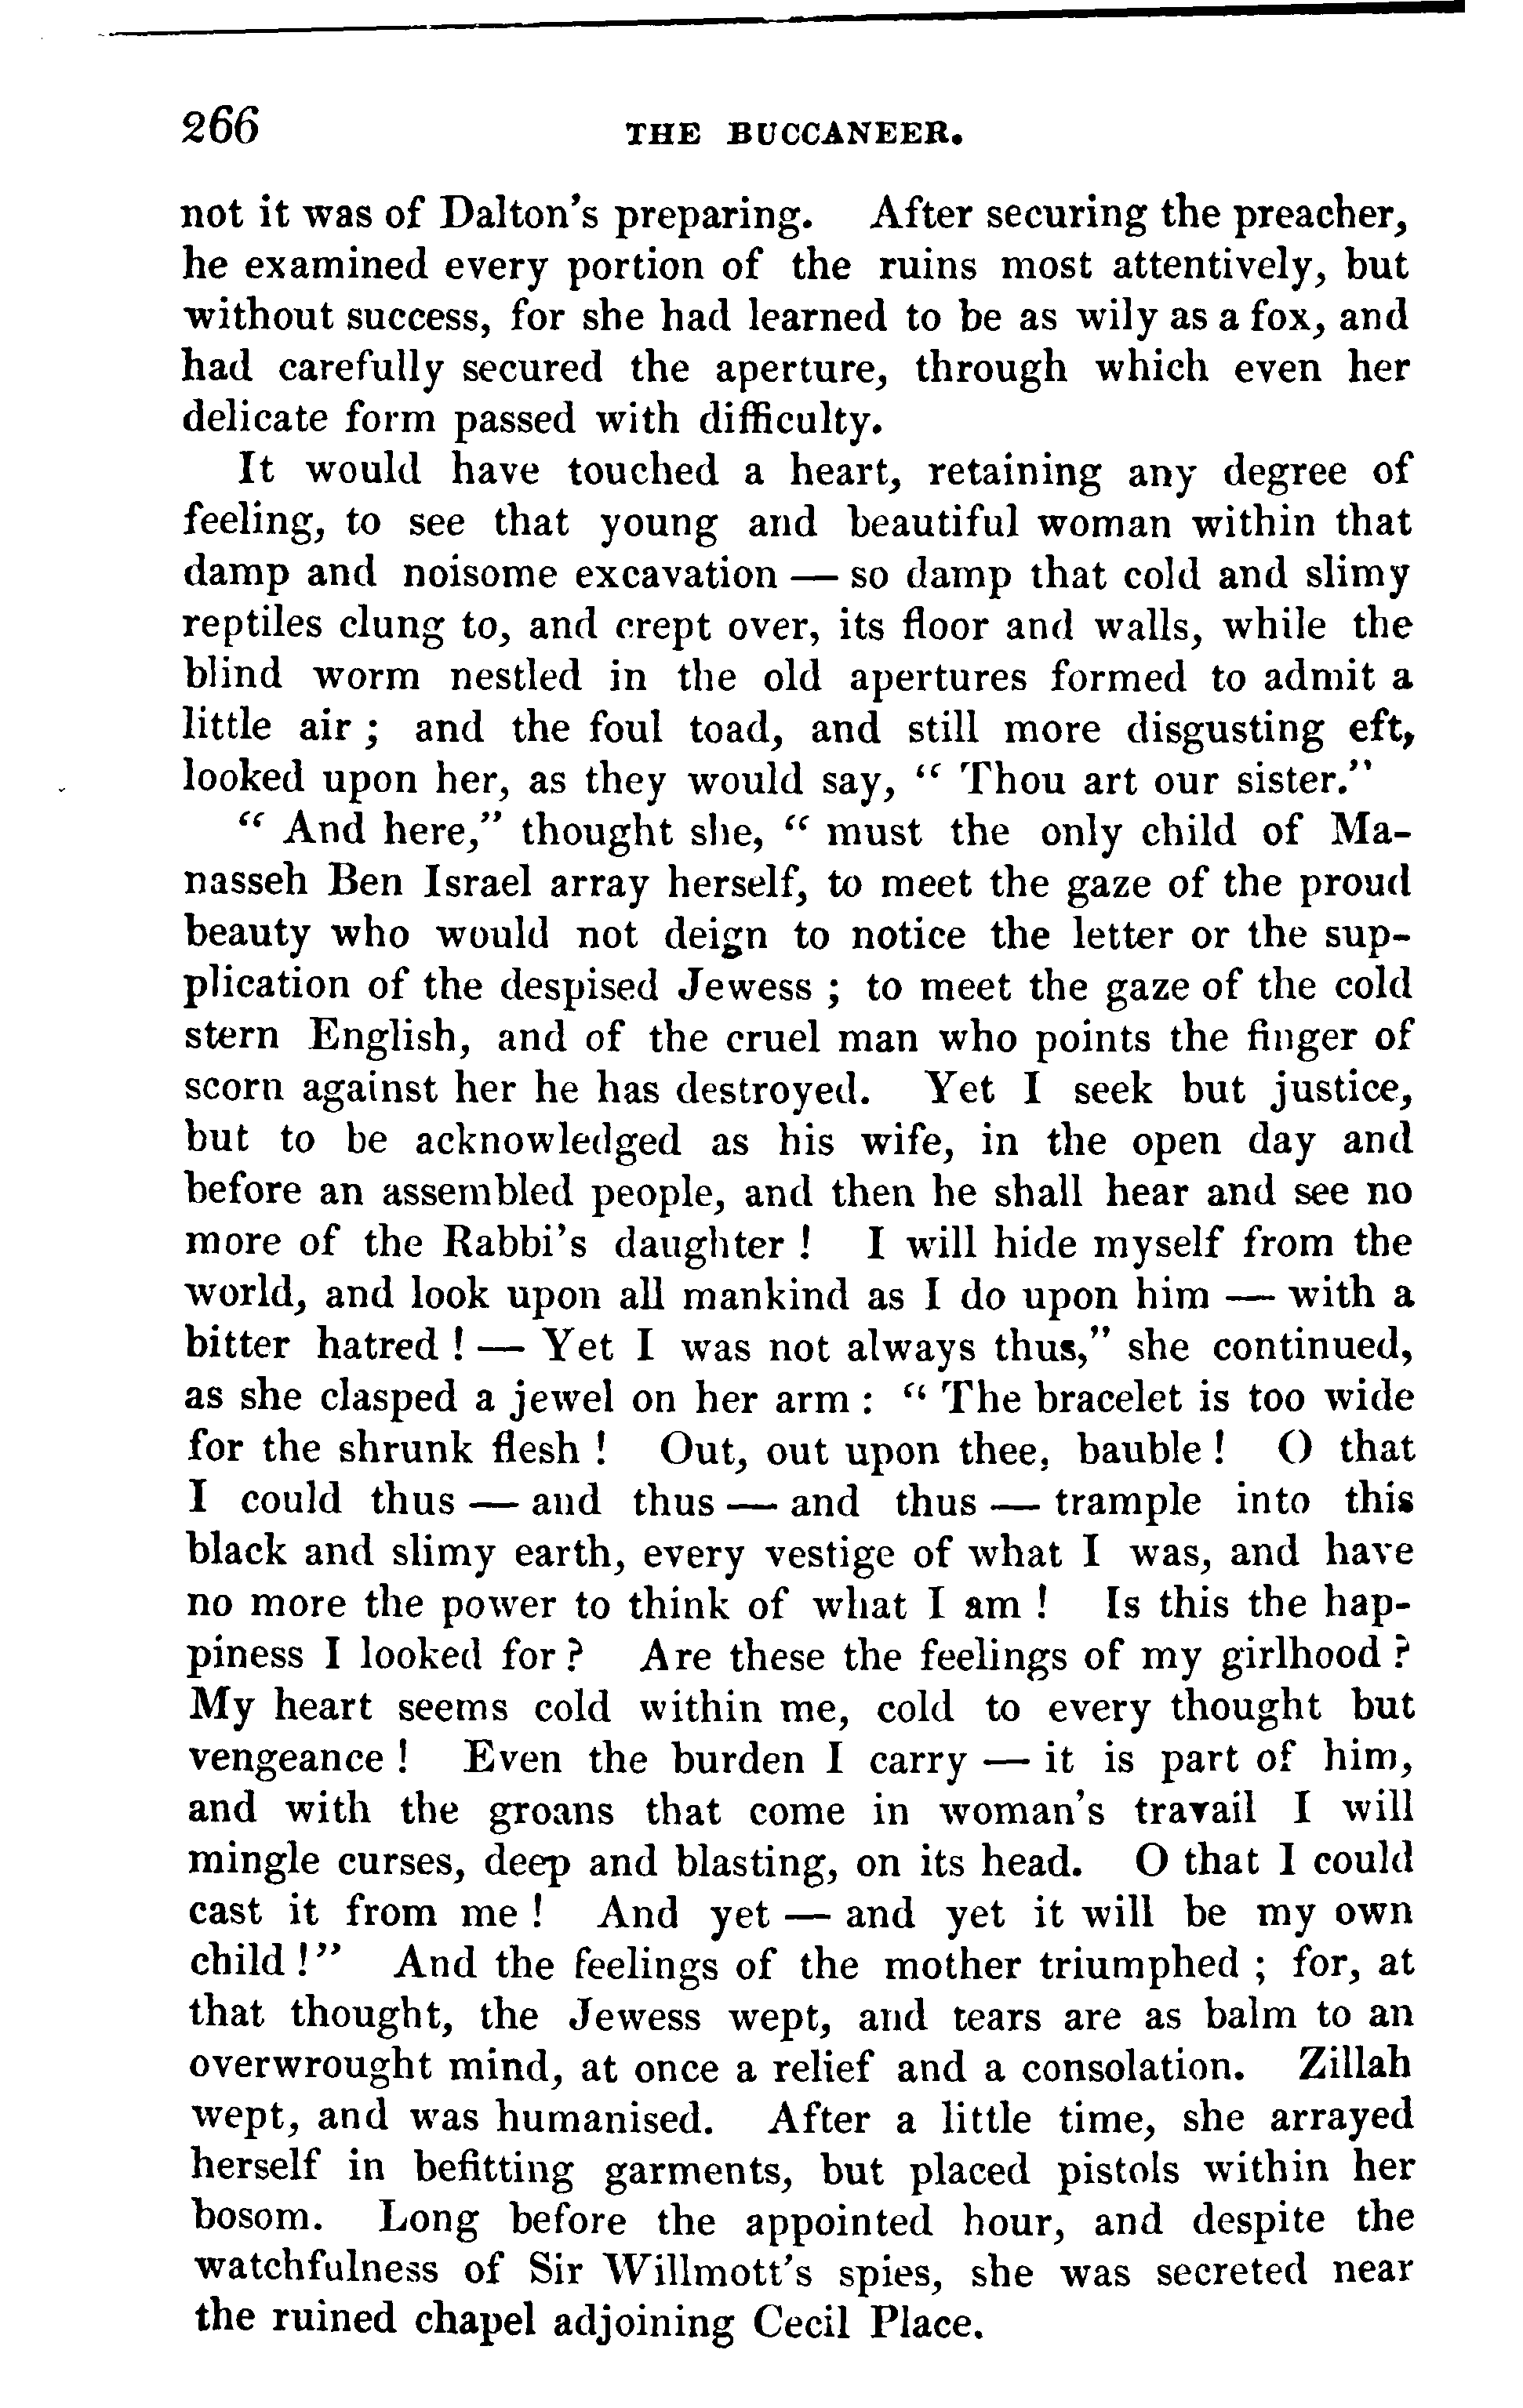 266 THE BUCCANEER.
not it was of Dalton's preparing. After securing the preacher,
he examined every portion of the ruins most attentively, but
without success, for she had learned to be as wily as a fox, and
had carefully secured the aperture, through which even her
delicate form passed with difficulty.
It would have touched a heart, retaining any degree of
feeling, to see that young and beautiful woman within that
damp and noisome excavation — so damp that cold and slimy
reptiles clung to, and crept over, its floor and walls, while the
blind worm nestled in the old apertures formed to admit a
little air ; and the foul toad, and still more disgusting eft,
looked upon her, as they would say, " Thou art our sister."
" And here," thought she, " must the only child of Ma-
nasseh Ben Israel array herself, to meet the gaze of the proud
beauty who would not deign to notice the letter or the sup-
plication of the despised Jewess ; to meet the gaze of the cold
stern English, and of the cruel man who points the finger of
scorn against her he has destroyed. Yet I seek but justice,
but to be acknowledged as his wife, in the open day and
before an assembled people, and then he shall hear and see no
more of the Rabbi's daughter ! I will hide myself from the
world, and look upon all mankind as I do upon him — with a
bitter hatred ! — Yet I was not always thus," she continued,
as she clasped a jewel on her arm : " The bracelet is too wide
for the shrunk flesh ! Out, out upon thee, bauble ! O that
I could thus — and thus — and thus — trample into this
black and slimy earth, every vestige of what I was, and have
no more the power to think of what I am ! Is this the hap-
piness I looked for ? Are these the feelings of my girlhood ?
My heart seems cold within me, cold to every thought but
vengeance ! Even the burden I carry — it is part of him,
and with the groans that come in woman's travail I will
mingle curses, deep and blasting, on its head. O that I could
cast it from me ! And yet — and yet it will be my own
child !" And the feelings of the mother triumphed ; for, at
that thought, the Jewess wept, and tears are as balm to an
overwrought mind, at once a relief and a consolation. Zillah
wept, and was humanised. After a little time, she arrayed
herself in befitting garments, but placed pistols within her
bosom. Long before the appointed hour, and despite the
watchfulness of Sir Willmott's spies, she was secreted near
the ruined chapel adjoining Cecil Place.